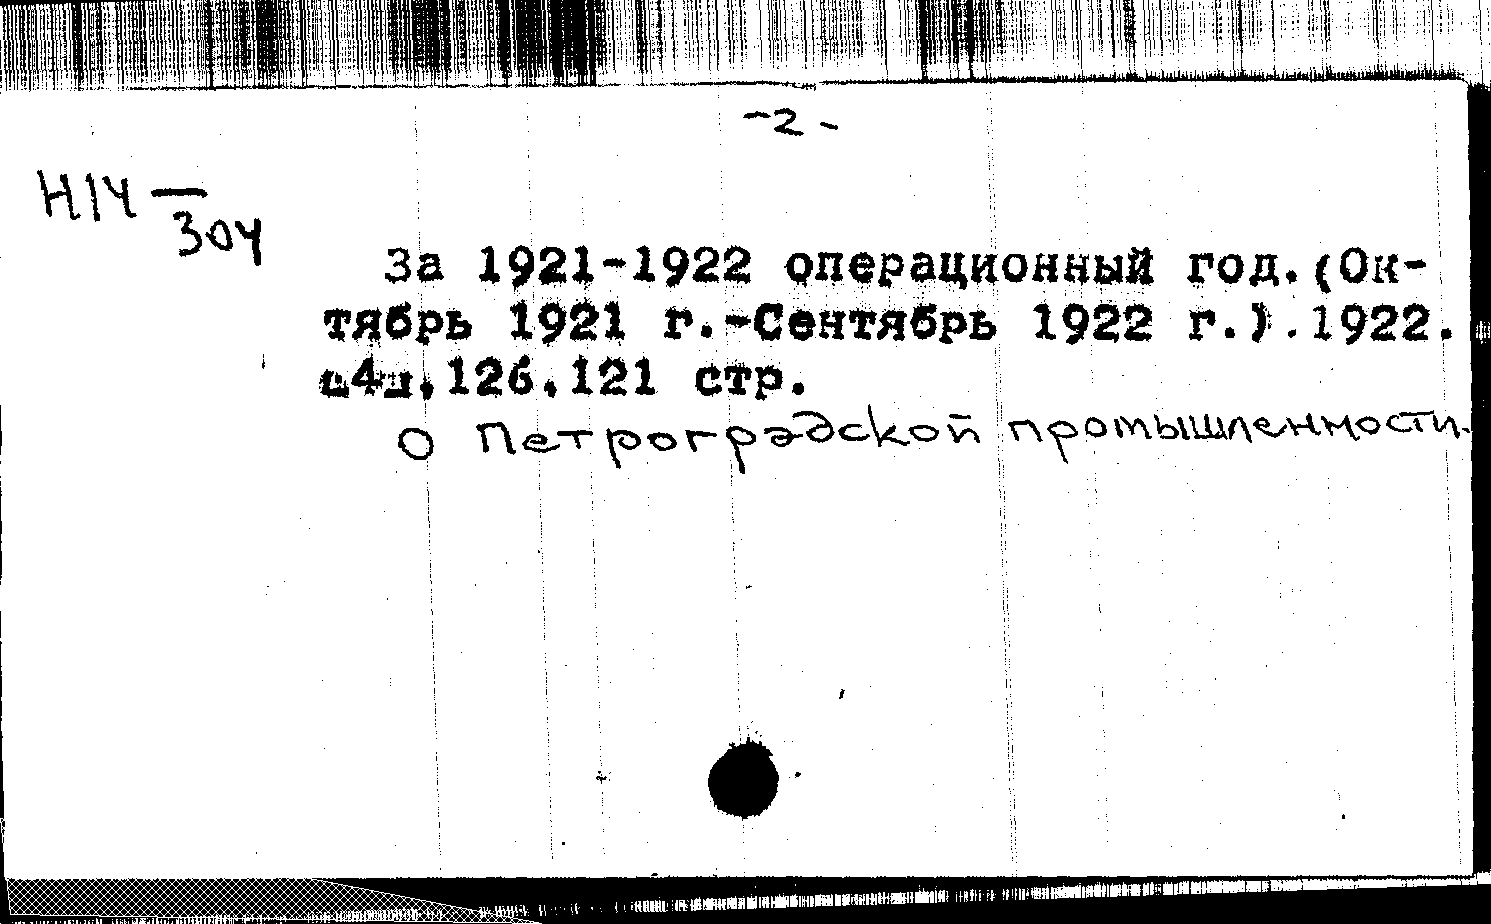 -2-
Н14-
304
За 1921-1922 операционный год.(Ок-
тябрь 1921 г.-Сентябрь 1922 г.).1922.
126,121 стр.
О Петроградской промышленности.